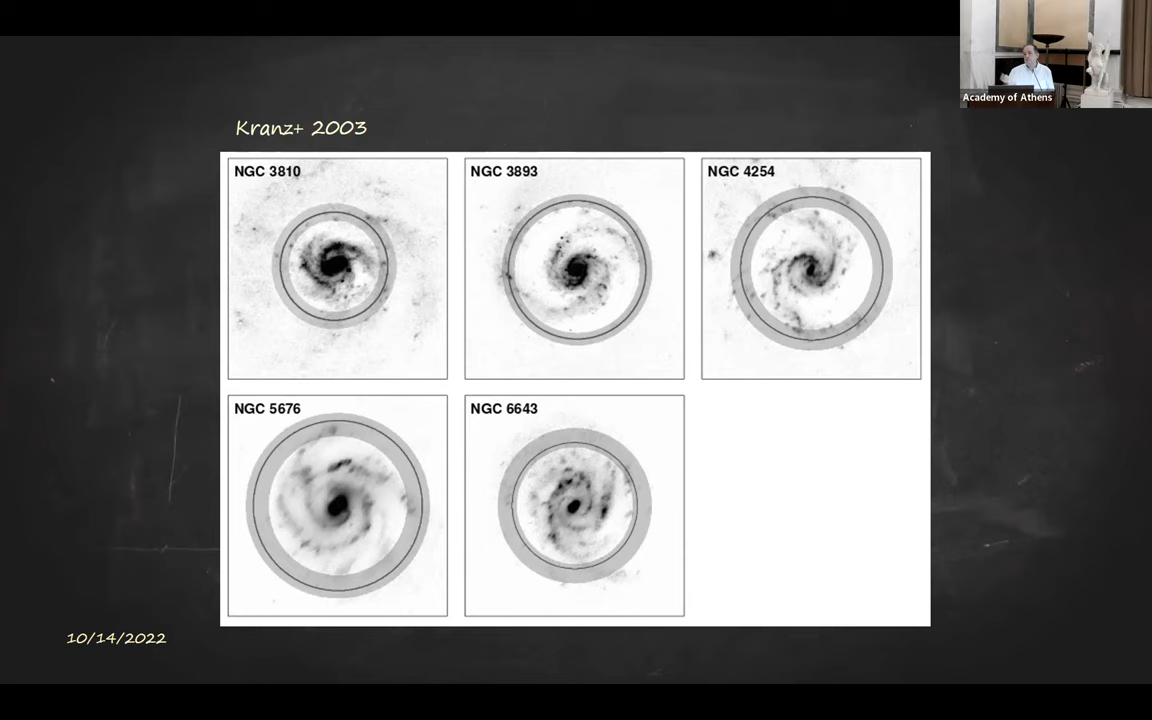 Academy of Athens
Kranz+ 2003
NGC 3810
NGC 3893
NGC 4254
NGC 5676
NGC 6643
10/14/2022